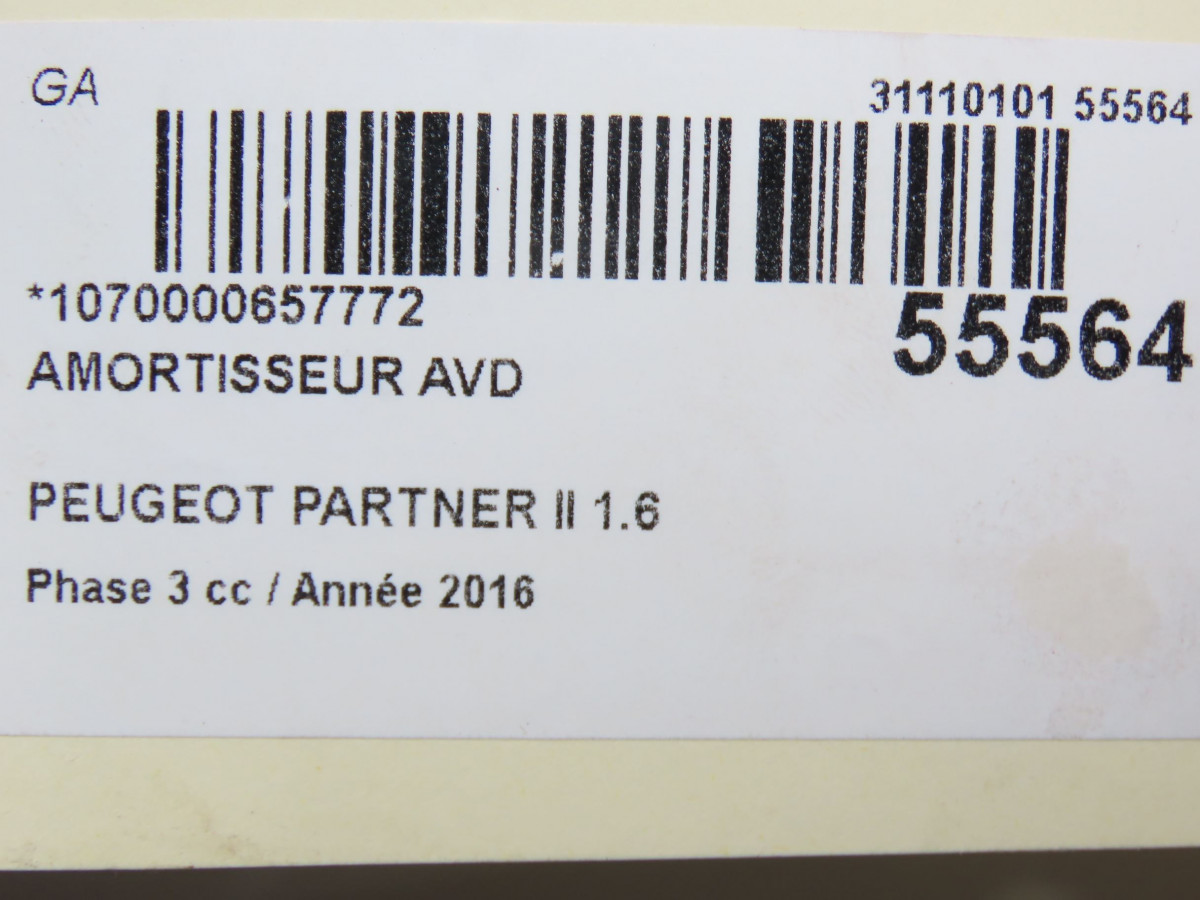 GA
31110101 55564
*1070000657772
55564
AMORTISSEUR AVD
PEUGEOT PARTNER II 1.6
Phase 3 cc / Année 2016